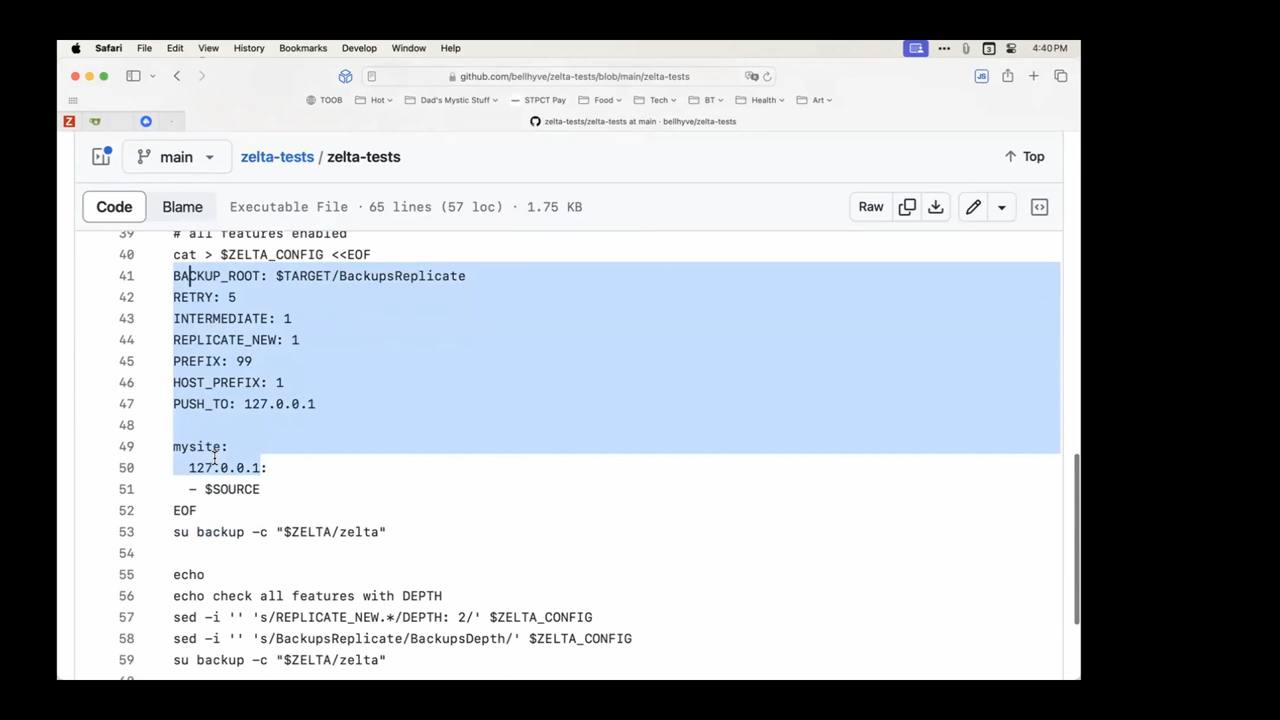 Safari File Edit View History Bookmarks Develop Window Help 3 4:40 PM
github.com/bellhyve/zelta-tests/blob/main/zelta-tests JS
TOOB Hot Dad's Mystic Stuff STPCT Pay Food Tech BT Health Art
Z zelta-tests/zelta-tests at main · bellhyve/zelta-tests
main zelta-tests / zelta-tests Top
Code Blame Executable File · 65 lines (57 loc) · 1.75 KB Raw
39 # all features enabled
40 cat > $ZELTA_CONFIG <<EOF
41 BACKUP_ROOT: $TARGET/BackupsReplicate
42 RETRY: 5
43 INTERMEDIATE: 1
44 REPLICATE_NEW: 1
45 PREFIX: 99
46 HOST_PREFIX: 1
47 PUSH_TO: 127.0.0.1
48
49 mysite:
50   127.0.0.1:
51   - $SOURCE
52 EOF
53 su backup -c "$ZELTA/zelta"
54
55 echo
56 echo check all features with DEPTH
57 sed -i '' 's/REPLICATE_NEW.*/DEPTH: 2/' $ZELTA_CONFIG
58 sed -i '' 's/BackupsReplicate/BackupsDepth/' $ZELTA_CONFIG
59 su backup -c "$ZELTA/zelta"